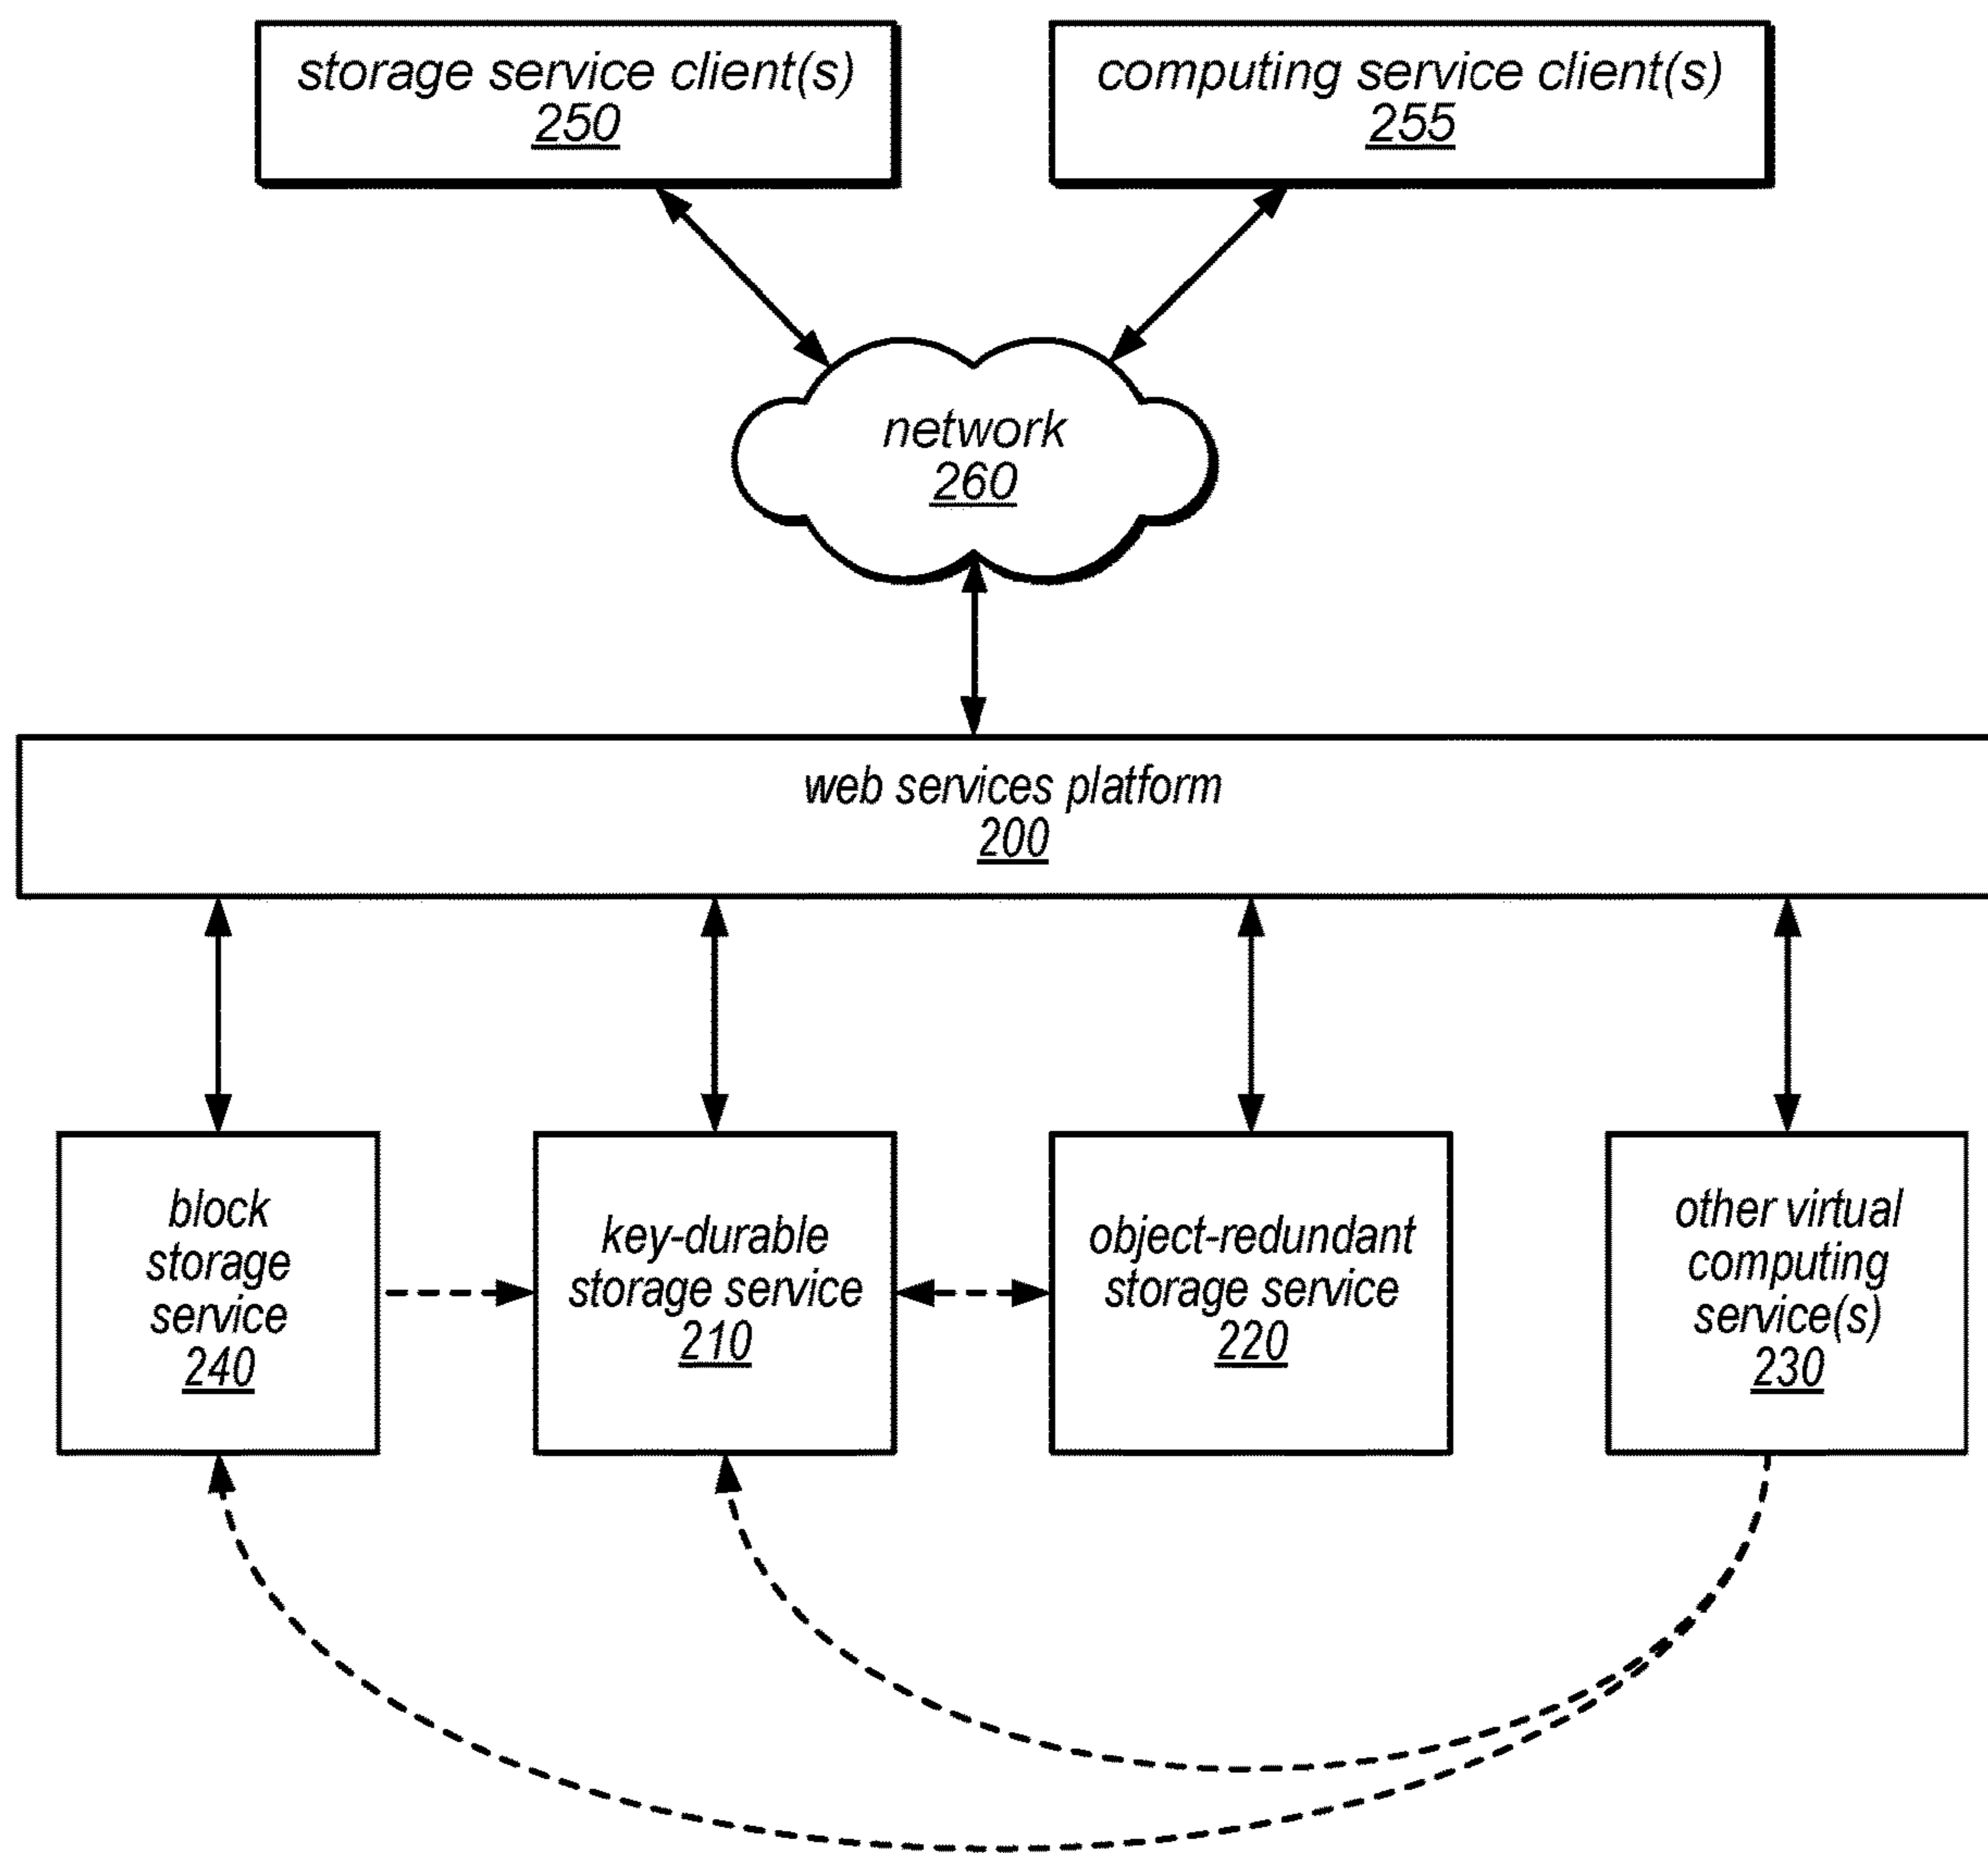 storage service client(s)
250
computing service client(s)
255
network
260
web services platform
200
block
storage
service
240
key-durable
storage service
210
object-redundant
storage service
220
other virtual
computing
service(s)
230